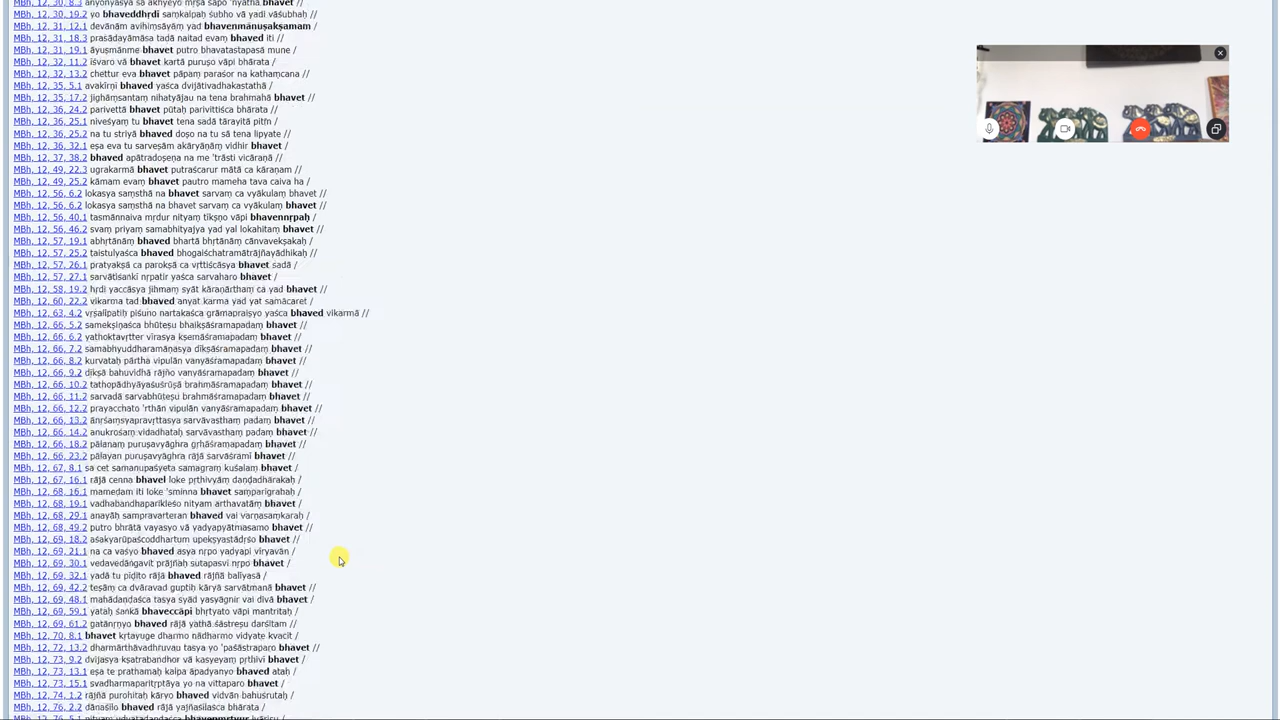 MBh, 12, 30, 8.3 anyonyasya sa ākhyeyo mṛṣā śāpo 'nyathā bhavet //
MBh, 12, 30, 19.2 yo bhaveddhṛdi saṃkalpaḥ śubho vā yadi vāśubhaḥ //
MBh, 12, 31, 12.1 devānām avihiṃsāyāṃ yad bhavenmānuṣakṣamam /
MBh, 12, 31, 18.3 prasādayāmāsa tadā naitad evaṃ bhaved iti //
MBh, 12, 31, 19.1 āyuṣmānme bhavet putro bhavatastapasā mune /
MBh, 12, 32, 11.2 īśvaro vā bhavet kartā puruṣo vāpi bhārata /
MBh, 12, 32, 13.2 chettur eva bhavet pāpaṃ paraśor na kathaṃcana //
MBh, 12, 35, 5.1 avakīrṇī bhaved yaśca dvijātivadhakastathā /
MBh, 12, 35, 17.2 jighāṃsantaṃ nihatyājau na tena brahmahā bhavet //
MBh, 12, 36, 24.2 parivettā bhavet pūtaḥ parivittiśca bhārata //
MBh, 12, 36, 25.1 niveśyaṃ tu bhavet tena sadā tārayitā pitṝn /
MBh, 12, 36, 25.2 na tu striyā bhaved doṣo na tu sā tena lipyate //
MBh, 12, 36, 32.1 eṣa eva tu sarveṣām akāryāṇāṃ vidhir bhavet /
MBh, 12, 37, 38.2 bhaved apātradoṣeṇa na me 'trāsti vicāraṇā //
MBh, 12, 49, 22.3 ugrakarmā bhavet putraścarur mātā ca kāraṇam //
MBh, 12, 49, 25.2 kāmam evaṃ bhavet pautro mameha tava caiva ha /
MBh, 12, 56, 6.2 lokasya saṃsthā na bhavet sarvaṃ ca vyākulaṃ bhavet //
MBh, 12, 56, 6.2 lokasya saṃsthā na bhavet sarvaṃ ca vyākulaṃ bhavet //
MBh, 12, 56, 40.1 tasmānnaiva mṛdur nityaṃ tīkṣṇo vāpi bhavennṛpaḥ /
MBh, 12, 56, 46.2 svaṃ priyaṃ samabhityajya yad yal lokahitaṃ bhavet //
MBh, 12, 57, 19.1 abhṛtānāṃ bhaved bhartā bhṛtānāṃ cānvavekṣakaḥ /
MBh, 12, 57, 25.2 taistulyaśca bhaved bhogaiśchatramātrājñayādhikaḥ //
MBh, 12, 57, 26.1 pratyakṣā ca parokṣā ca vṛttiścāsya bhavet sadā /
MBh, 12, 57, 27.1 sarvātiśaṅkī nṛpatir yaśca sarvaharo bhavet /
MBh, 12, 58, 19.2 hṛdi yaccāsya jihmaṃ syāt kāraṇārthaṃ ca yad bhavet //
MBh, 12, 60, 22.2 vikarma tad bhaved anyat karma yad yat samācaret /
MBh, 12, 63, 4.2 vṛṣalīpatiḥ piśuno nartakaśca grāmapraiṣyo yaśca bhaved vikarmā //
MBh, 12, 66, 5.2 samekṣiṇaśca bhūteṣu bhaikṣāśramapadaṃ bhavet //
MBh, 12, 66, 6.2 yathoktavṛtter vīrasya kṣemāśramapadaṃ bhavet //
MBh, 12, 66, 7.2 samabhyuddharamāṇasya dīkṣāśramapadaṃ bhavet //
MBh, 12, 66, 8.2 kurvataḥ pārtha vipulān vanyāśramapadaṃ bhavet //
MBh, 12, 66, 9.2 dīkṣā bahuvidhā rājño vanyāśramapadaṃ bhavet //
MBh, 12, 66, 10.2 tathopādhyāyaśuśrūṣā brahmāśramapadaṃ bhavet //
MBh, 12, 66, 11.2 sarvadā sarvabhūteṣu brahmāśramapadaṃ bhavet //
MBh, 12, 66, 12.2 prayacchato 'rthān vipulān vanyāśramapadaṃ bhavet //
MBh, 12, 66, 13.2 ānṛśaṃsyapravṛttasya sarvāvasthaṃ padaṃ bhavet //
MBh, 12, 66, 14.2 anukrośaṃ vidadhataḥ sarvāvasthaṃ padaṃ bhavet //
MBh, 12, 66, 18.2 pālanaṃ puruṣavyāghra gṛhāśramapadaṃ bhavet //
MBh, 12, 66, 23.2 pālayan puruṣavyāghra rājā sarvāśramī bhavet //
MBh, 12, 67, 8.1 sa cet samanupaśyeta samagraṃ kuśalaṃ bhavet /
MBh, 12, 67, 16.1 rājā cenna bhavel loke pṛthivyāṃ daṇḍadhārakaḥ /
MBh, 12, 68, 16.1 mamedam iti loke 'sminna bhavet saṃparigrahaḥ /
MBh, 12, 68, 19.1 vadhabandhaparikleśo nityam arthavatāṃ bhavet /
MBh, 12, 68, 29.1 anayāḥ sampravarteran bhaved vai varṇasaṃkaraḥ /
MBh, 12, 68, 49.2 putro bhrātā vayasyo vā yadyapyātmasamo bhavet //
MBh, 12, 69, 18.2 aśakyarūpaścoddhartum upekṣyastādṛśo bhavet //
MBh, 12, 69, 21.1 na ca vaśyo bhaved asya nṛpo yadyapi vīryavān /
MBh, 12, 69, 30.1 vedavedāṅgavit prājñaḥ sutapasvī nṛpo bhavet /
MBh, 12, 69, 32.1 yadā tu pīḍito rājā bhaved rājñā balīyasā /
MBh, 12, 69, 42.2 teṣāṃ ca dvāravad guptiḥ kāryā sarvātmanā bhavet //
MBh, 12, 69, 48.1 mahādaṇḍaśca tasya syād yasyāgnir vai divā bhavet /
MBh, 12, 69, 59.1 yataḥ śaṅkā bhaveccāpi bhṛtyato vāpi mantritaḥ /
MBh, 12, 69, 61.2 gatānṛṇyo bhaved rājā yathā śāstreṣu darśitam //
MBh, 12, 70, 8.1 bhavet kṛtayuge dharmo nādharmo vidyate kvacit /
MBh, 12, 72, 13.2 dharmārthāvadhruvau tasya yo 'paśāstraparo bhavet //
MBh, 12, 73, 9.2 dvijasya kṣatrabandhor vā kasyeyaṃ pṛthivī bhavet /
MBh, 12, 73, 13.1 eṣa te prathamaḥ kalpa āpadyanyo bhaved ataḥ /
MBh, 12, 73, 15.1 svadharmaparitṛptāya yo na vittaparo bhavet /
MBh, 12, 74, 1.2 rājñā purohitaḥ kāryo bhaved vidvān bahuśrutaḥ /
MBh, 12, 76, 2.2 dānaśīlo bhaved rājā yajñaśīlaśca bhārata /
MBh, 12, 76, 5.1 nityam udyatadaṇḍaśca bhavenmṛtyur ivāriṣu /